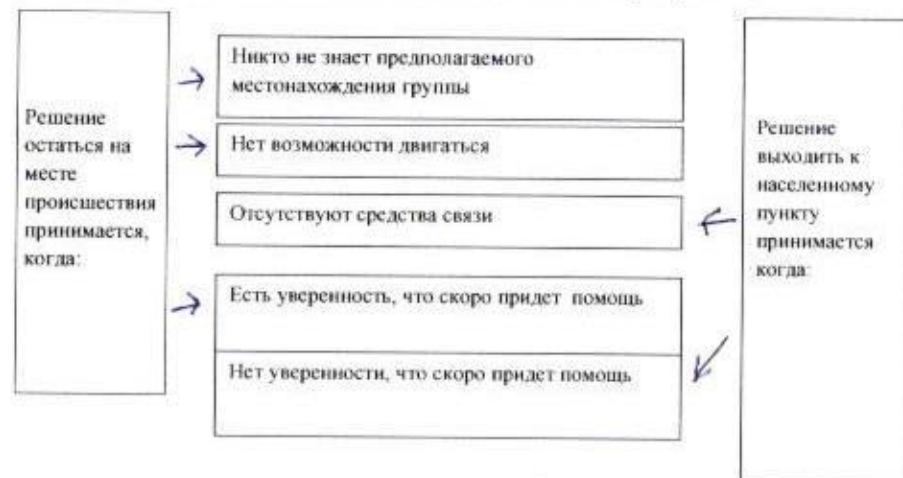 Решение
остаться на
месте
происшествия
принимается,
когда:
Никто не знает предполагаемого
местонахождения группы
Нет возможности двигаться
Отсутствуют средства связи
Есть уверенность, что скоро придет помощь
Нет уверенности, что скоро придет помощь
Решение
выходить к
населенному
пункту
принимается
когда: